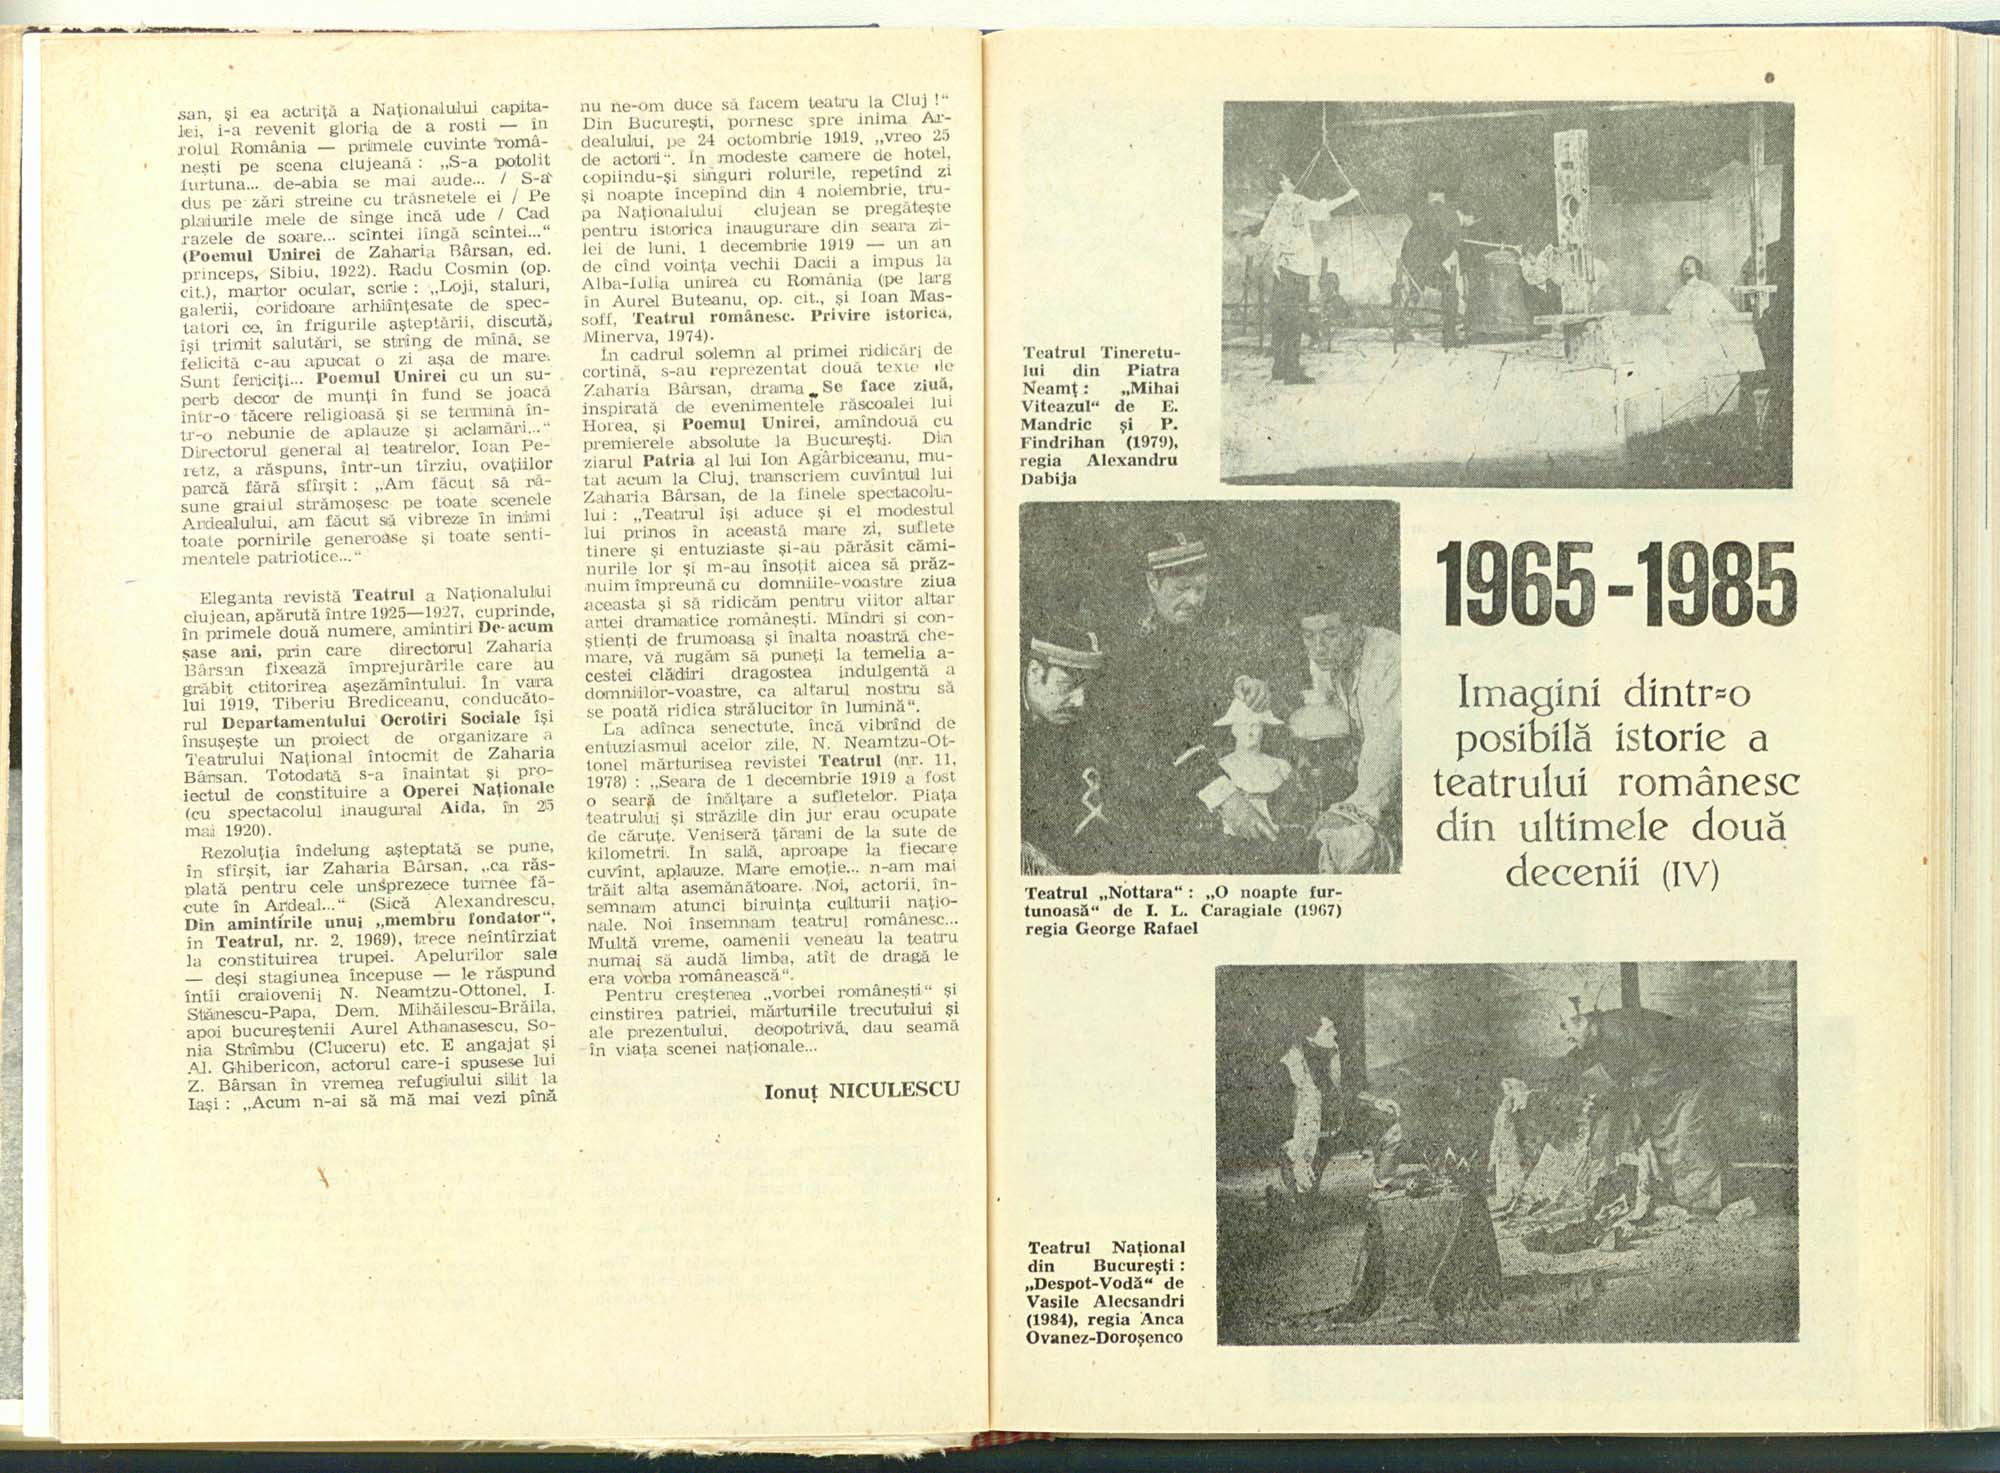 san, și ea actriță a Naționalului capita-
lei, i-a revenit gloria de a rosti — în
rolul România — primele cuvinte româ-
nești pe scena clujeană : „S-a potolit
furtuna... de-abia se mai aude... / S-a
dus pe zări streine cu trăsnetele ei / Pe
plaiurile mele de sînge încă ude / Cad
razele de soare... scîntei lîngă scîntei...“
(Poemul Unirei de Zaharia Bârsan, ed.
princeps, Sibiu, 1922). Radu Cosmin (op.
cit.), martor ocular, scrie : „Loji, staluri,
galerii, coridoare arhiînțesate de spec-
tatori ce, în frigurile așteptării, discută,
își trimit salutări, se string de mînă, se
felicită c-au apucat o zi așa de mare.
Sunt fericiți... Poemul Unirei cu un su-
perb decor de munți în fund se joacă
într-o tăcere religioasă și se termină în-
tr-o nebunie de aplauze și aclamări...“
Directorul general al teatrelor, Ioan Pe-
retz, a răspuns, într-un tîrziu, ovațiilor
parcă fără sfîrșit : „Am făcut să ră-
sune graiul strămoșesc pe toate scenele
Ardealului, am făcut să vibreze în inimi
toate pornirile generoase și toate senti-
mentele patriotice...“
Eleganta revistă Teatrul a Naționalului
clujean, apărută între 1925—1927, cuprinde,
în primele două numere, amintiri De-acum
șase ani, prin care directorul Zaharia
Bârsan fixează împrejurările care au
grăbit ctitorirea așezămîntului. În vara
lui 1919, Tiberiu Brediceanu, conducăto-
rul Departamentului Ocrotiri Sociale își
însușește un proiect de organizare a
Teatrului Național întocmit de Zaharia
Bârsan. Totodată s-a înaintat și pro-
iectul de constituire a Operei Naționale
(cu spectacolul inaugural Aida, în 25
mai 1920).
Rezoluția îndelung așteptată se pune,
în sfîrșit, iar Zaharia Bârsan, „ca răs-
plată pentru cele unsprezece turnee fă-
cute în Ardeal...“ (Sică Alexandrescu,
Din amintirile unui „membru fondator“,
în Teatrul, nr. 2, 1969), trece neîntîrziat
la constituirea trupei. Apelurilor sale
— deși stagiunea începuse — le răspund
întîi craiovenii N. Neamtzu-Ottonel, I.
Stănescu-Papa, Dem. Mihăilescu-Brăila,
apoi bucureștenii Aurel Athanasescu, So-
nia Strîmbu (Cluceru) etc. E angajat și
Al. Ghibericon, actorul care-i spusese lui
Z. Bârsan în vremea refugiului silit la
Iași : „Acum n-ai să mă mai vezi pînă
nu ne-om duce să facem teatru la Cluj !“
Din București, pornesc spre inima Ar-
dealului, pe 24 octombrie 1919, „vreo 25
de actori“. În modeste camere de hotel,
copiindu-și singuri rolurile, repetînd zi
și noapte începînd din 4 noiembrie, tru-
pa Naționalului clujean se pregătește
pentru istorica inaugurare din seara zi-
lei de luni, 1 decembrie 1919 — un an
de cînd voința vechii Dacii a impus la
Alba-Iulia unirea cu România (pe larg
în Aurel Buteanu, op. cit., și Ioan Mas-
soff, Teatrul românesc. Privire istorică,
Minerva, 1974).
În cadrul solemn al primei ridicări de
cortină, s-au reprezentat două texte de
Zaharia Bârsan, drama Se face ziuă,
inspirată de evenimentele răscoalei lui
Horea, și Poemul Unirei, amîndouă cu
premierele absolute la București. Din
ziarul Patria al lui Ion Agârbiceanu, mu-
tat acum la Cluj, transcriem cuvîntul lui
Zaharia Bârsan, de la finele spectacolu-
lui : „Teatrul își aduce și el modestul
lui prinos în această mare zi, suflete
tinere și entuziaste și-au părăsit cămi-
nurile lor și m-au însoțit aicea să prăz-
nuim împreună cu domniile-voastre ziua
aceasta și să ridicăm pentru viitor altar
artei dramatice românești. Mîndri și con-
știenți de frumoasa și înalta noastră che-
mare, vă rugăm să puneți la temelia a-
cestei clădiri dragostea indulgentă a
domniilor-voastre, ca altarul nostru să
se poată ridica strălucitor în lumină“.
La adînca senectute, încă vibrînd de
entuziasmul acelor zile, N. Neamtzu-Ot-
tonel mărturisea revistei Teatrul (nr. 11,
1978) : „Seara de 1 decembrie 1919 a fost
o seară de înălțare a sufletelor. Piața
teatrului și străzile din jur erau ocupate
de căruțe. Veniseră țărani de la sute de
kilometri. În sală, aproape la fiecare
cuvînt, aplauze. Mare emoție... n-am mai
trăit alta asemănătoare. Noi, actorii, în-
semnam atunci biruința culturii națio-
nale. Noi însemnam teatrul românesc...
Multă vreme, oamenii veneau la teatru
numai să audă limba, atît de dragă le
era vorba românească“.
Pentru creșterea „vorbei românești“ și
cinstirea patriei, mărturiile trecutului și
ale prezentului, deopotrivă, dau seamă
în viața scenei naționale...
Ionuț NICULESCU
Teatrul Tineretu-
lui din Piatra
Neamț : „Mihai
Viteazul“ de E.
Mandric și P.
Findrihan (1979),
regia Alexandru
Dabija
1965-1985
Imagini dintr-o
posibilă istorie a
teatrului românesc
din ultimele două
decenii (IV)
Teatrul „Nottara“ : „O noapte fur-
tunoasă“ de I. L. Caragiale (1967)
regia George Rafael
Teatrul Național
din București :
„Despot-Vodă“ de
Vasile Alecsandri
(1984), regia Anca
Ovanez-Doroșenco